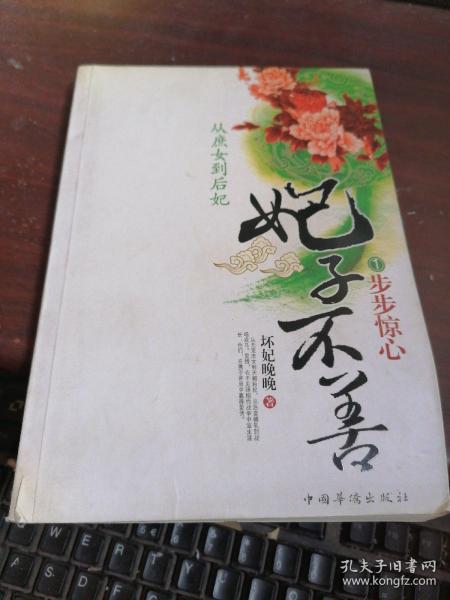 从庶女到后妃
妃子不善
①步步惊心
坏妃晚晚 著
中国华侨出版社
孔夫子旧书网
www.kongfz.com